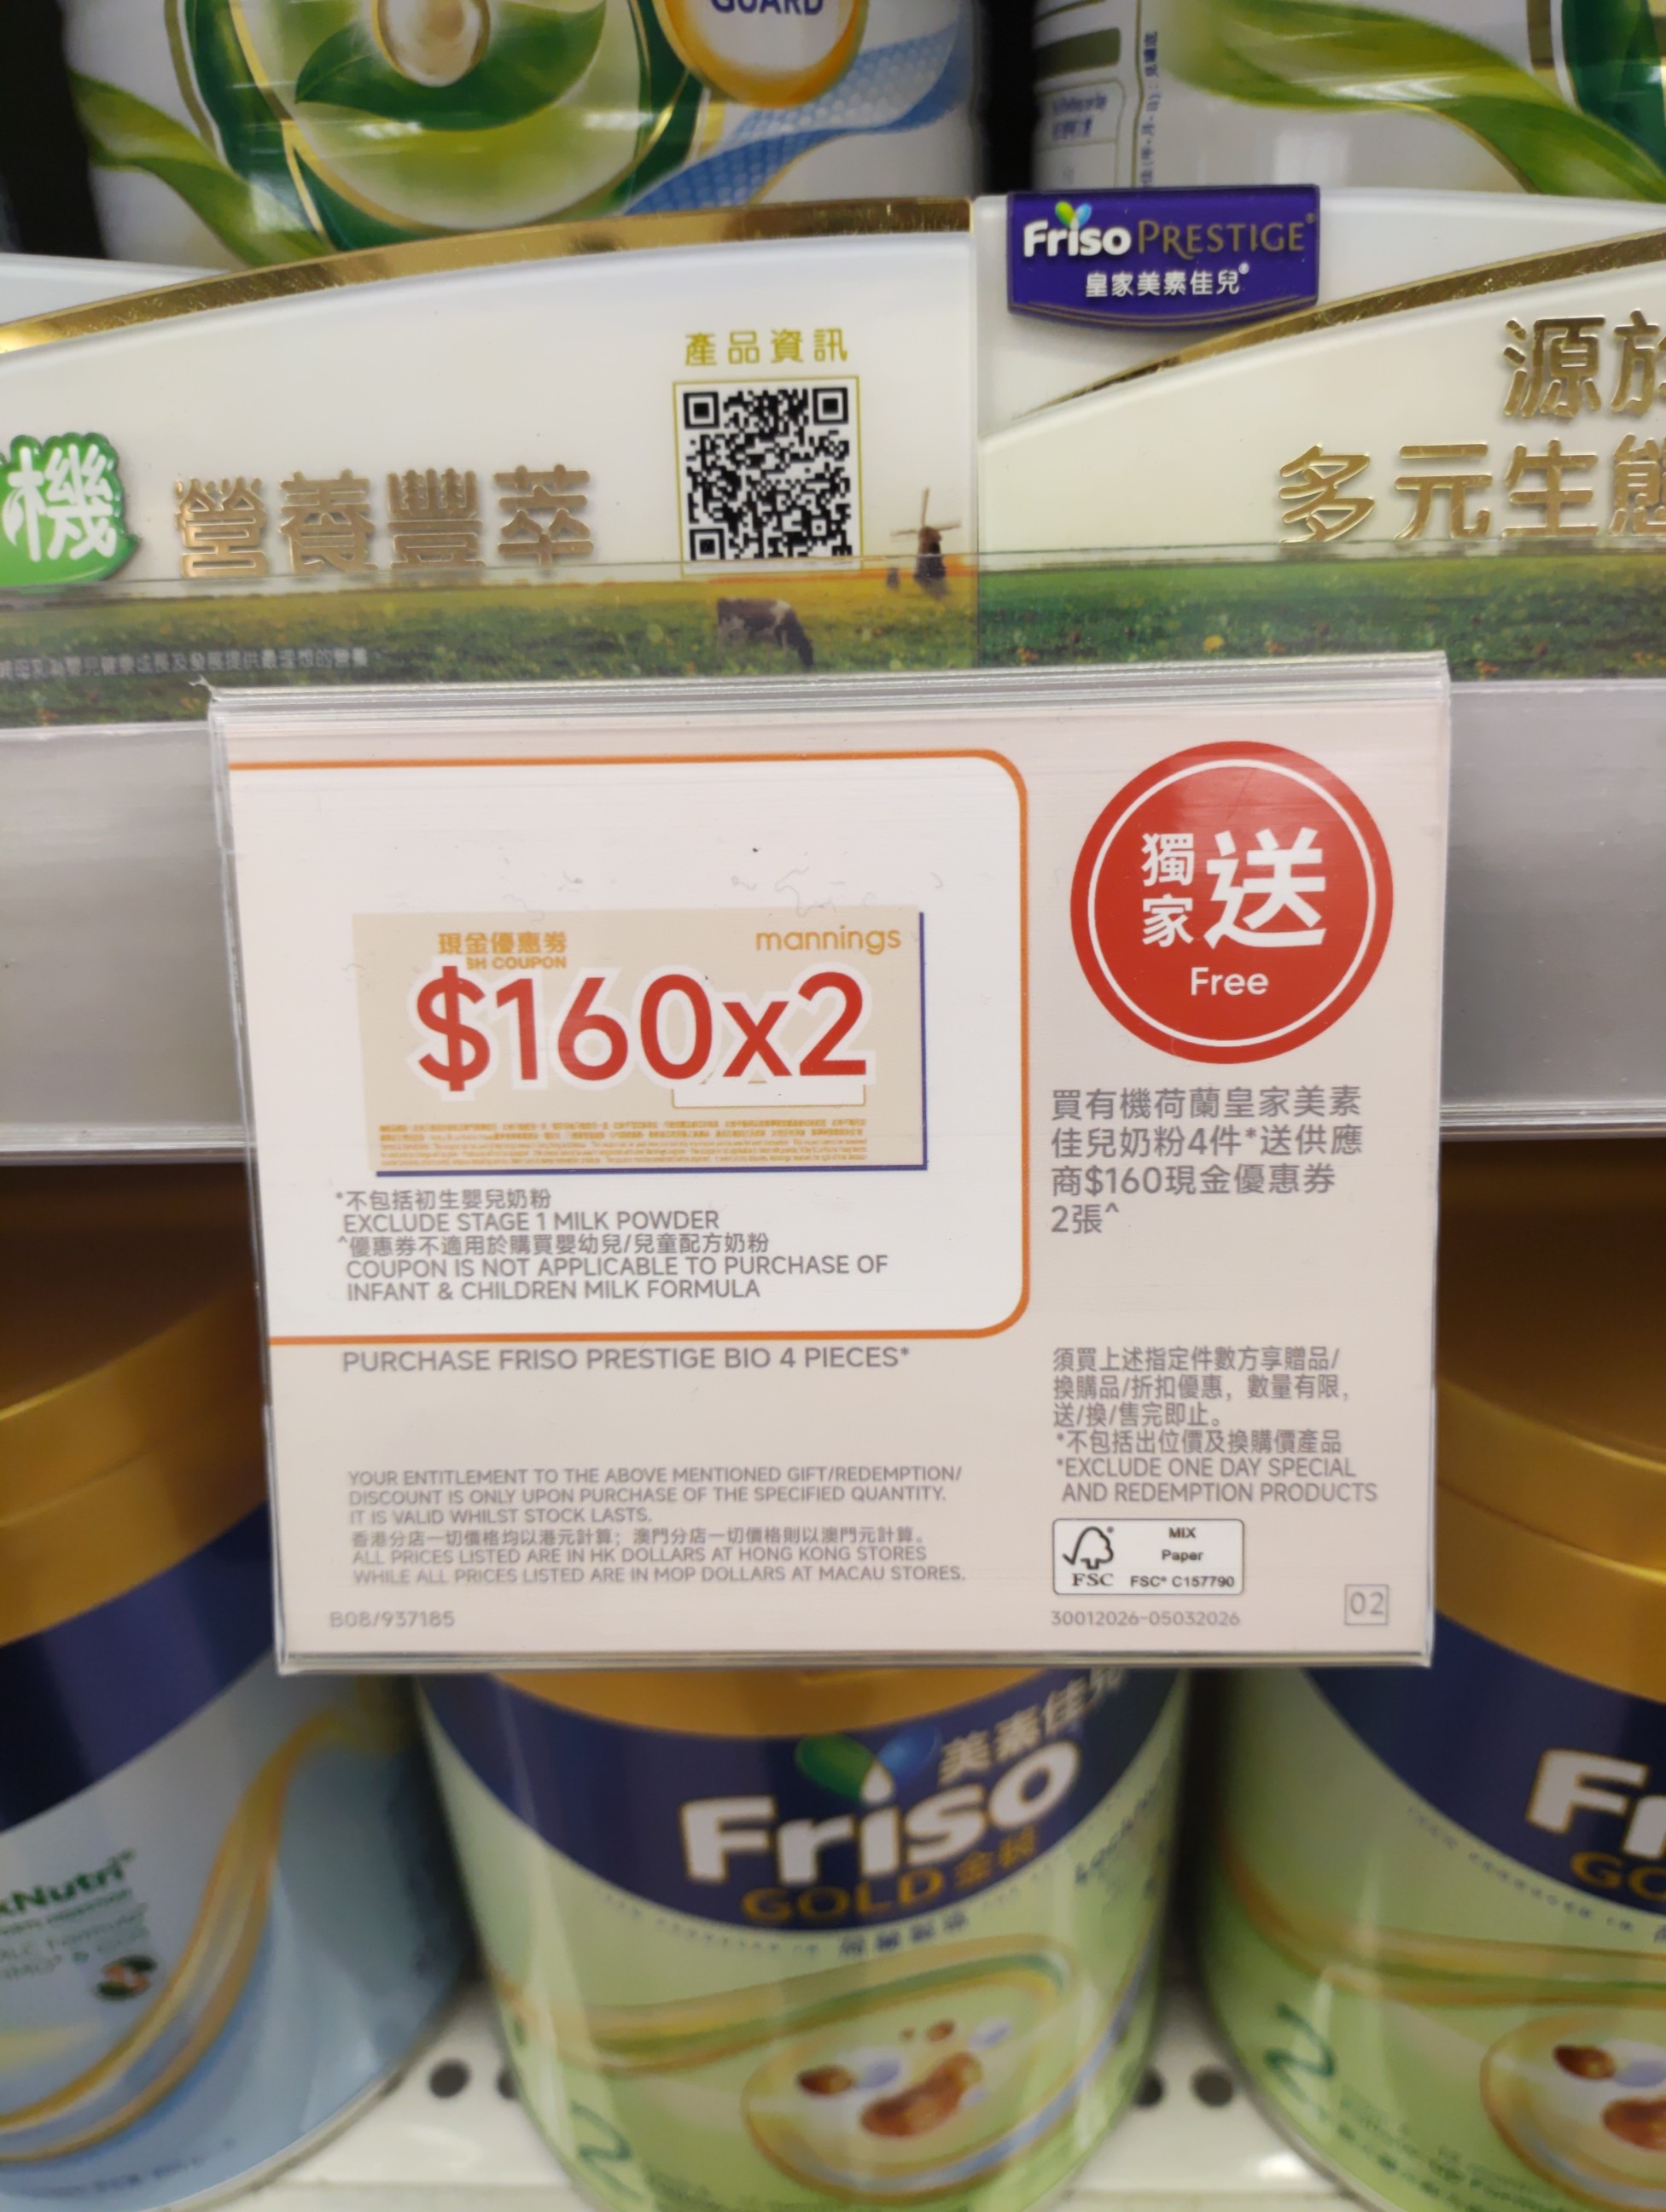 GUARD
Friso PRESTIGE®
皇家美素佳兒®
產品資訊
源於
多元生態
機
營養豐萃
現金優惠券
SH COUPON
mannings
$160x2
*不包括初生嬰兒奶粉
EXCLUDE STAGE 1 MILK POWDER
^優惠券不適用於購買嬰幼兒/兒童配方奶粉
COUPON IS NOT APPLICABLE TO PURCHASE OF
INFANT & CHILDREN MILK FORMULA
PURCHASE FRISO PRESTIGE BIO 4 PIECES*
YOUR ENTITLEMENT TO THE ABOVE MENTIONED GIFT/REDEMPTION/
DISCOUNT IS ONLY UPON PURCHASE OF THE SPECIFIED QUANTITY.
IT IS VALID WHILST STOCK LASTS.
香港分店一切價格均以港元計算；澳門分店一切價格則以澳門元計算。
ALL PRICES LISTED ARE IN HK DOLLARS AT HONG KONG STORES
WHILE ALL PRICES LISTED ARE IN MOP DOLLARS AT MACAU STORES.
B08/937185
獨家送
Free
買有機荷蘭皇家美素
佳兒奶粉4件*送供應
商$160現金優惠券
2張^
須買上述指定件數方享贈品/
換購品/折扣優惠，數量有限，
送/換/售完即止。
*不包括出位價及換購價產品
*EXCLUDE ONE DAY SPECIAL
AND REDEMPTION PRODUCTS
FSC
MIX
Paper
FSC® C157790
30012026-05032026
02
美素佳兒
Friso
GOLD 金裝